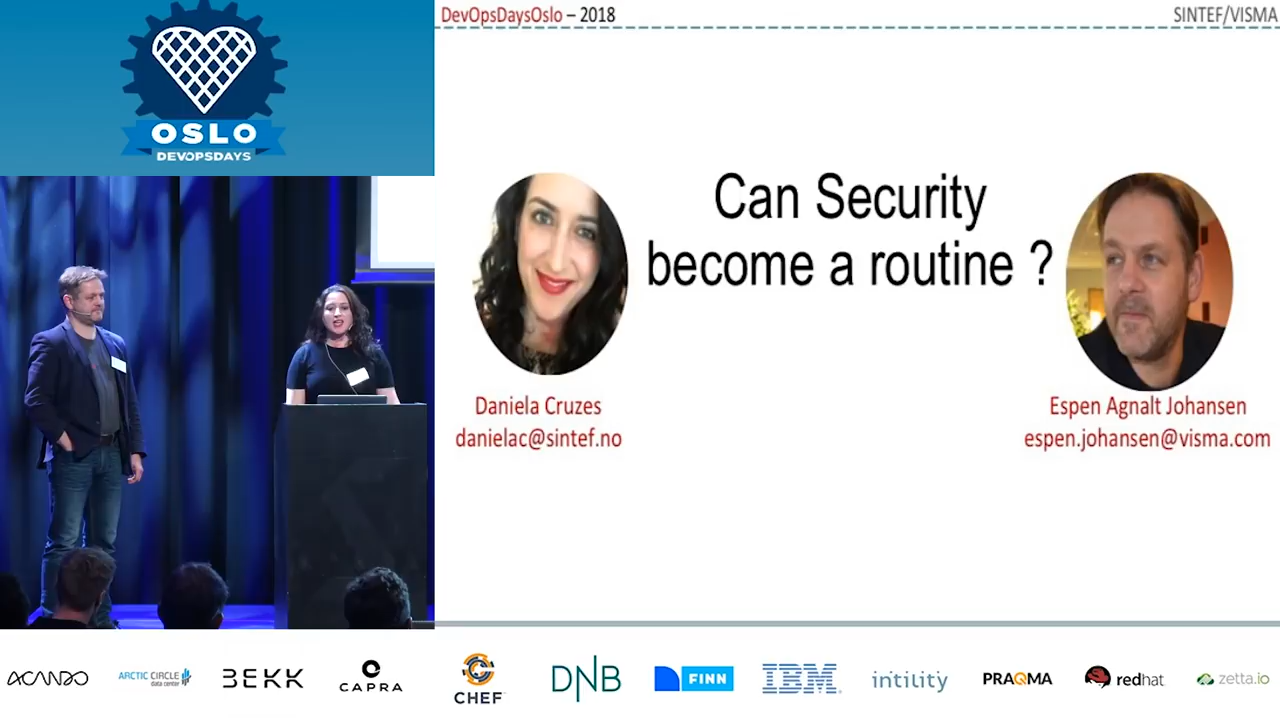 OSLO
DEVOPSDAYS
DevOpsDaysOslo – 2018
SINTEF/VISMA
Can Security
become a routine ?
Daniela Cruzes
danielac@sintef.no
Espen Agnalt Johansen
espen.johansen@visma.com
ACANDO
ARCTIC CIRCLE
data center
BEKK
CAPRA
CHEF
DNB
FINN
IBM
intility
PRAQMA
redhat
zetta.io